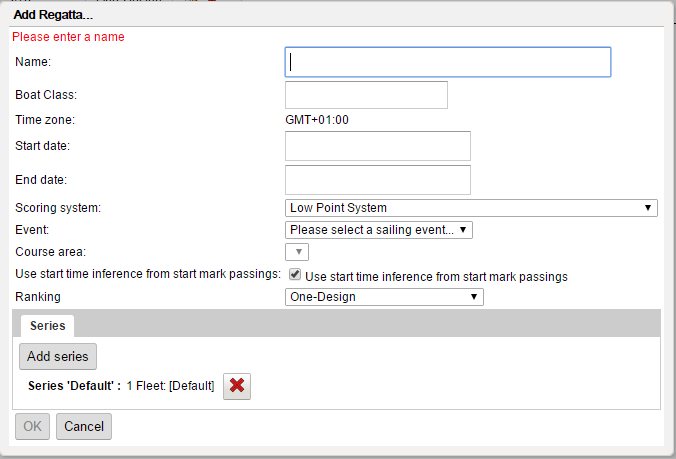 Add Regatta...
Please enter a name
Name:
Boat Class:
Time zone: GMT+01:00
Start date:
End date:
Scoring system: Low Point System
Event: Please select a sailing event...
Course area:
Use start time inference from start mark passings: Use start time inference from start mark passings
Ranking One-Design
Series
Add series
Series 'Default' : 1 Fleet: [Default]
OK Cancel